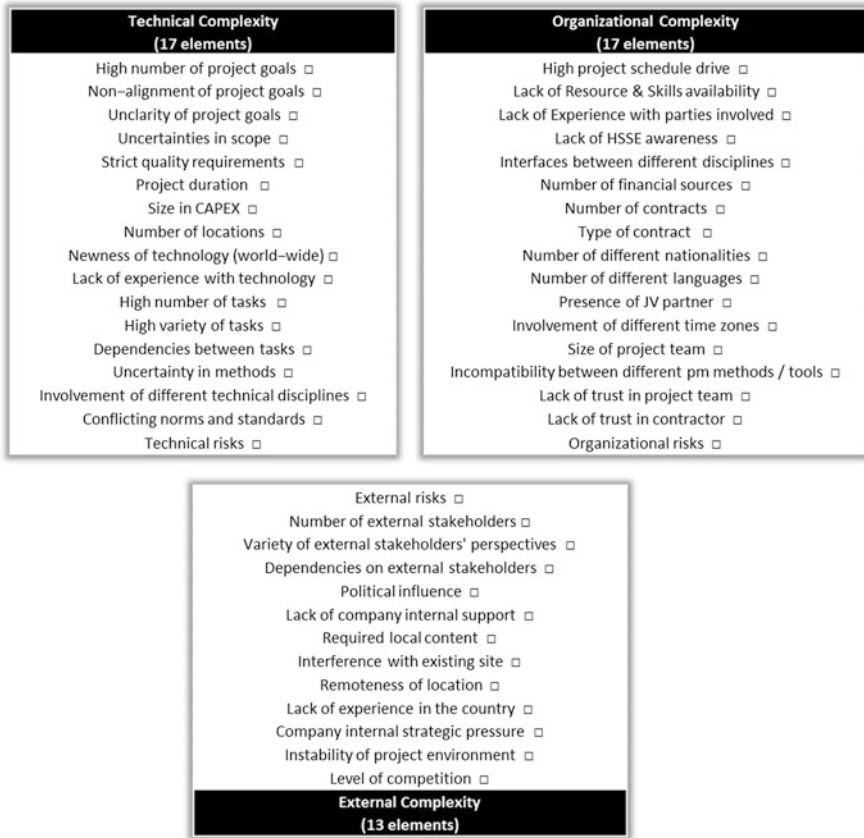 Technical Complexity
(17 elements)
High number of project goals □
Non–alignment of project goals □
Unclarity of project goals □
Uncertainties in scope □
Strict quality requirements □
Project duration □
Size in CAPEX □
Number of locations □
Newness of technology (world–wide) □
Lack of experience with technology □
High number of tasks □
High variety of tasks □
Dependencies between tasks □
Uncertainty in methods □
Involvement of different technical disciplines □
Conflicting norms and standards □
Technical risks □
Organizational Complexity
(17 elements)
High project schedule drive □
Lack of Resource & Skills availability □
Lack of Experience with parties involved □
Lack of HSSE awareness □
Interfaces between different disciplines □
Number of financial sources □
Number of contracts □
Type of contract □
Number of different nationalities □
Number of different languages □
Presence of JV partner □
Involvement of different time zones □
Size of project team □
Incompatibility between different pm methods / tools □
Lack of trust in project team □
Lack of trust in contractor □
Organizational risks □
External risks □
Number of external stakeholders □
Variety of external stakeholders' perspectives □
Dependencies on external stakeholders □
Political influence □
Lack of company internal support □
Required local content □
Interference with existing site □
Remoteness of location □
Lack of experience in the country □
Company internal strategic pressure □
Instability of project environment □
Level of competition □
External Complexity
(13 elements)